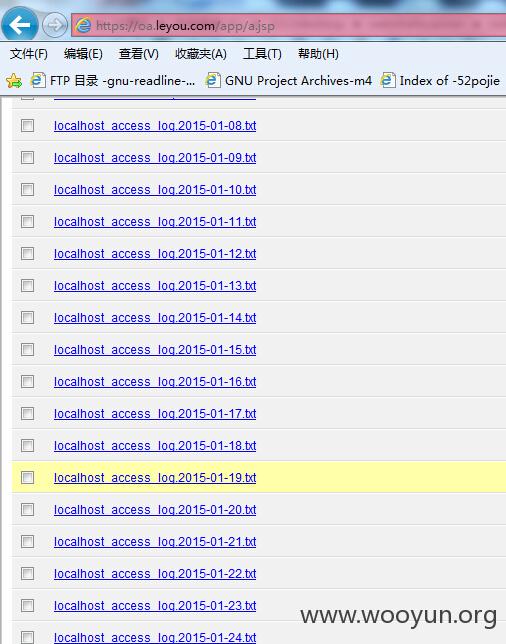 https://oa.leyou.com/app/a.jsp
文件(F) 编辑(E) 查看(V) 收藏夹(A) 工具(T) 帮助(H)
FTP 目录 -gnu-readline-... GNU Project Archives-m4 Index of -52pojie
localhost_access_log.2015-01-08.txt
localhost_access_log.2015-01-09.txt
localhost_access_log.2015-01-10.txt
localhost_access_log.2015-01-11.txt
localhost_access_log.2015-01-12.txt
localhost_access_log.2015-01-13.txt
localhost_access_log.2015-01-14.txt
localhost_access_log.2015-01-15.txt
localhost_access_log.2015-01-16.txt
localhost_access_log.2015-01-17.txt
localhost_access_log.2015-01-18.txt
localhost_access_log.2015-01-19.txt
localhost_access_log.2015-01-20.txt
localhost_access_log.2015-01-21.txt
localhost_access_log.2015-01-22.txt
localhost_access_log.2015-01-23.txt
localhost_access_log.2015-01-24.txt
www.wooyun.org